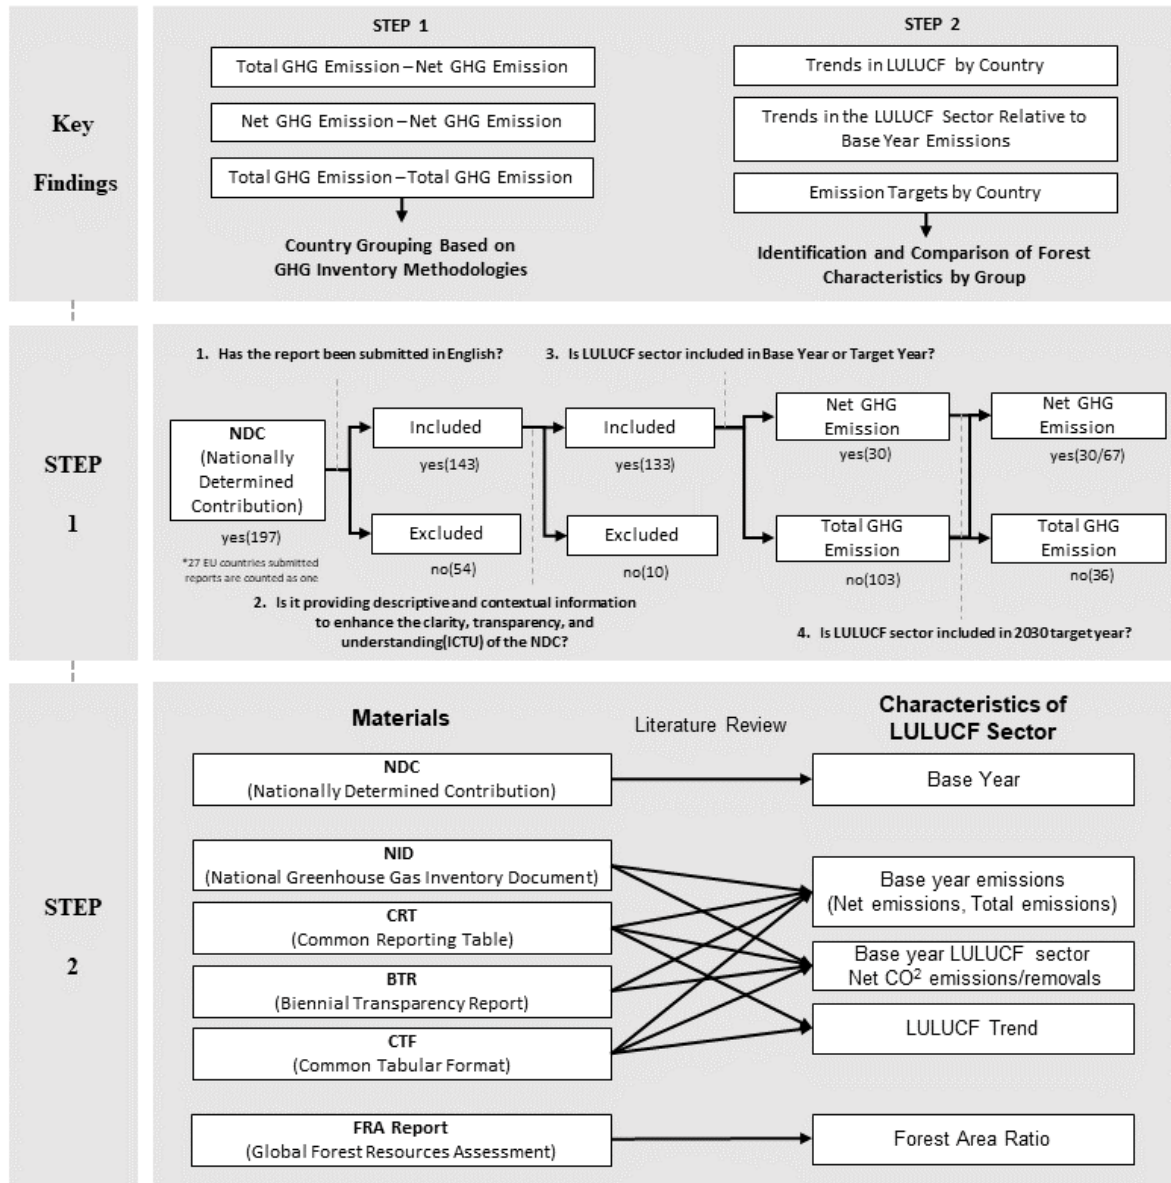 Key
Findings
STEP 1
Total GHG Emission–Net GHG Emission
Net GHG Emission–Net GHG Emission
Total GHG Emission–Total GHG Emission
Country Grouping Based on
GHG Inventory Methodologies
STEP 2
Trends in LULUCF by Country
Trends in the LULUCF Sector Relative to
Base Year Emissions
Emission Targets by Country
Identification and Comparison of Forest
Characteristics by Group
STEP
1
1. Has the report been submitted in English?
3. Is LULUCF sector included in Base Year or Target Year?
NDC
(Nationally
Determined
Contribution)
yes(197)
*27 EU countries submitted
reports are counted as one
Included
yes(143)
Excluded
no(54)
Included
yes(133)
Excluded
no(10)
Net GHG
Emission
yes(30)
Total GHG
Emission
no(103)
Net GHG
Emission
yes(30/67)
Total GHG
Emission
no(36)
2. Is it providing descriptive and contextual information
to enhance the clarity, transparency, and
understanding(ICTU) of the NDC?
4. Is LULUCF sector included in 2030 target year?
STEP
2
Materials
Literature Review
Characteristics of
LULUCF Sector
NDC
(Nationally Determined Contribution)
Base Year
NID
(National Greenhouse Gas Inventory Document)
CRT
(Common Reporting Table)
BTR
(Biennial Transparency Report)
CTF
(Common Tabular Format)
Base year emissions
(Net emissions, Total emissions)
Base year LULUCF sector
Net CO² emissions/removals
LULUCF Trend
FRA Report
(Global Forest Resources Assessment)
Forest Area Ratio